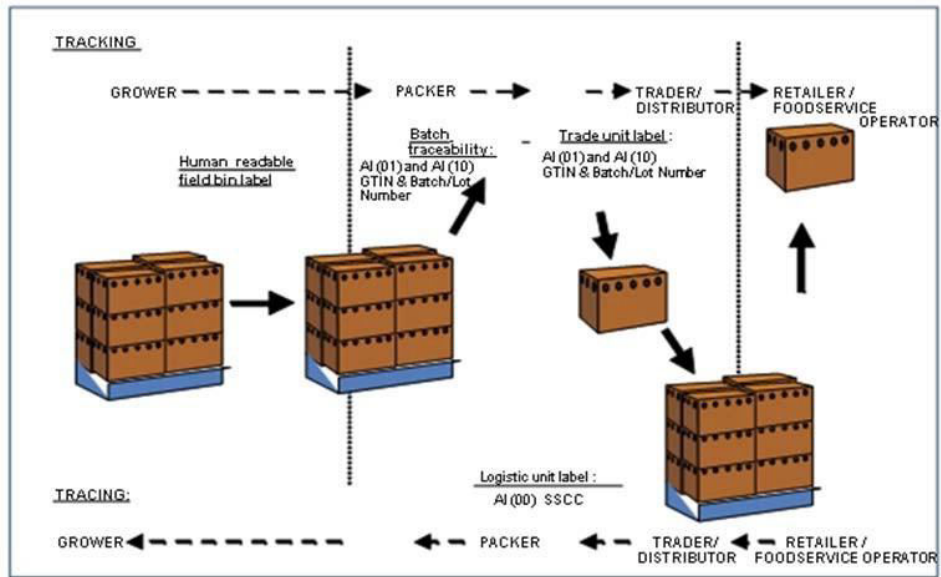 TRACKING
GROWER
PACKER
TRADER/
DISTRIBUTOR
RETAILER /
FOODSERVICE
OPERATOR
Human readable
field bin label
Batch
traceability:
AI (01) and AI (10)
GTIN & Batch/Lot
Number
Trade unit label :
AI (01) and AI (10)
GTIN & Batch/Lot Number
Logistic unit label :
AI (00) SSCC
TRACING:
GROWER
PACKER
TRADER/
DISTRIBUTOR
RETAILER /
FOODSERVICE OPERATOR